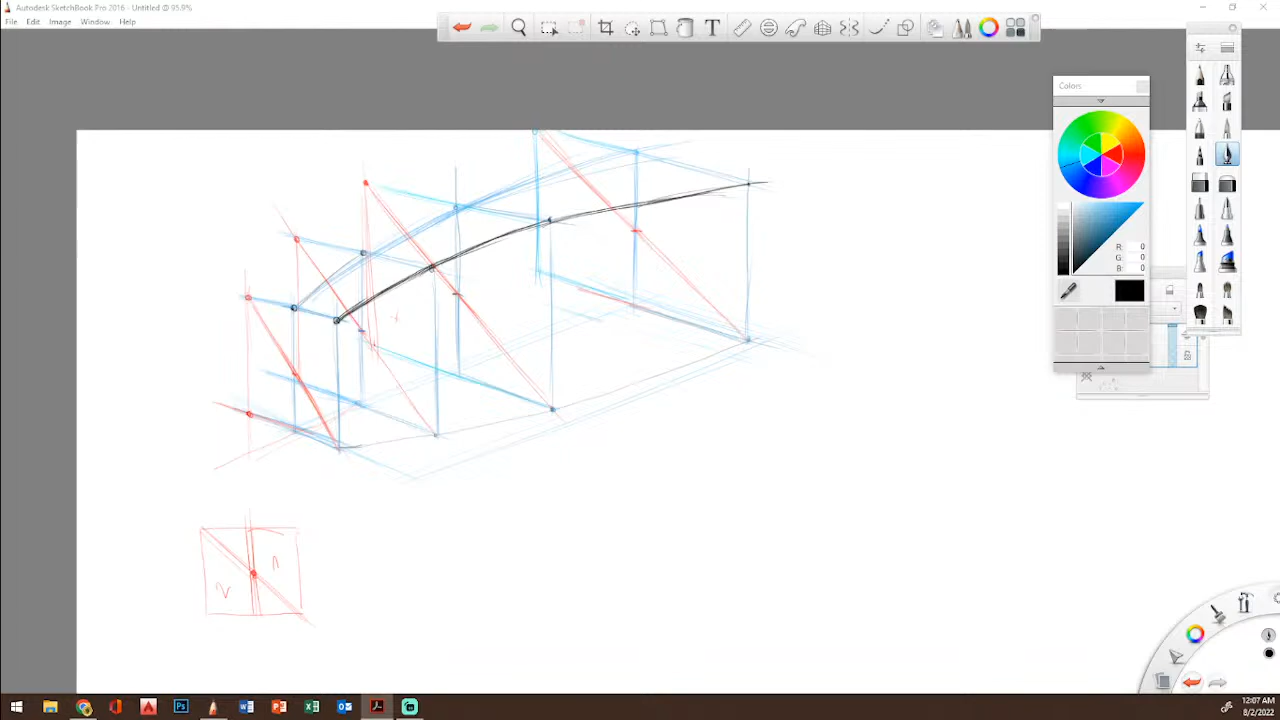 Autodesk SketchBook Pro 2016 - Untitled @ 95.9%
File Edit Image Window Help
T
Colors
R: 0
G: 0
B: 0
2
12:07 AM
8/2/2022